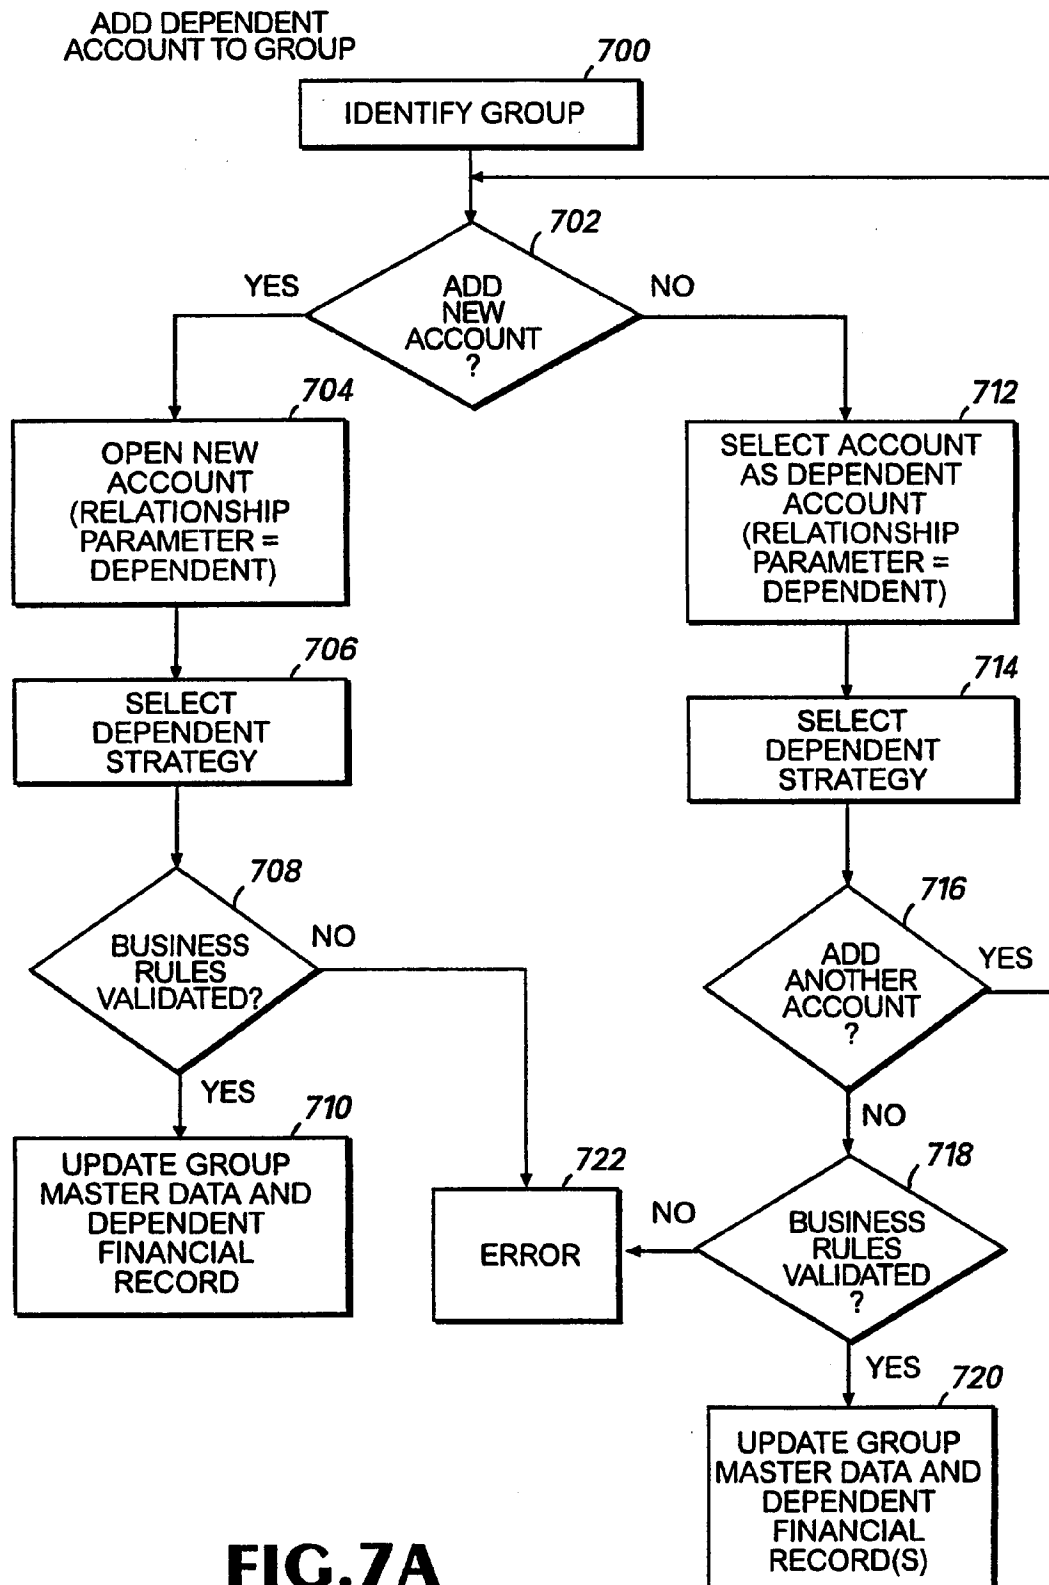 ADD DEPENDENT
ACCOUNT TO GROUP
700
IDENTIFY GROUP
702
YES
ADD
NEW
ACCOUNT
?
NO
704
OPEN NEW
ACCOUNT
(RELATIONSHIP
PARAMETER =
DEPENDENT)
712
SELECT ACCOUNT
AS DEPENDENT
ACCOUNT
(RELATIONSHIP
PARAMETER =
DEPENDENT)
706
SELECT
DEPENDENT
STRATEGY
714
SELECT
DEPENDENT
STRATEGY
708
BUSINESS
RULES
VALIDATED?
NO
YES
716
ADD
ANOTHER
ACCOUNT
?
YES
NO
710
UPDATE GROUP
MASTER DATA AND
DEPENDENT
FINANCIAL
RECORD
722
ERROR
718
NO
BUSINESS
RULES
VALIDATED
?
YES
720
UPDATE GROUP
MASTER DATA AND
DEPENDENT
FINANCIAL
RECORD(S)
FIG.7A